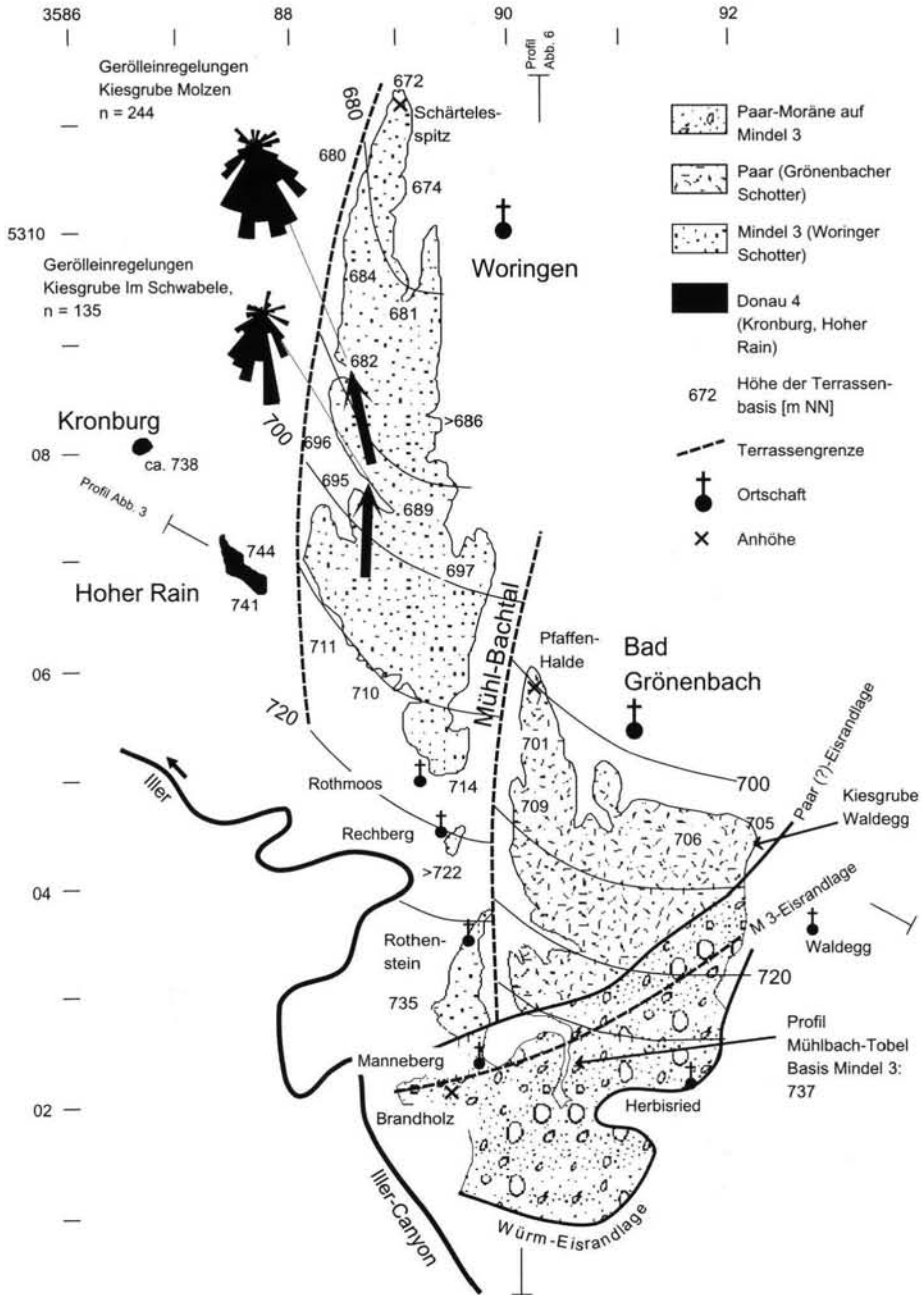 3586
88
90
92
Profil
Abb. 6
Gerölleinregelungen
Kiesgrube Molzen
n = 244
672
Schärteles-
spitz
680
680
674
5310
Woringen
Gerölleinregelungen
Kiesgrube Im Schwabele,
n = 135
684
681
682
700
>686
Kronburg
ca. 738
08
696
695
689
Profil Abb. 3
744
741
Hoher Rain
697
711
710
06
720
Mühl-Bachtal
Pfaffen-
Halde
Bad
Grönenbach
701
700
Rothmoos
714
709
705
706
Iller
Rechberg
>722
04
Rothen-
stein
735
720
Paar (?)-Eisrandlage
M 3-Eisrandlage
Kiesgrube
Waldegg
Waldegg
Manneberg
Brandholz
02
Herbisried
Profil
Mühlbach-Tobel
Basis Mindel 3:
737
Iller-Canyon
Würm-Eisrandlage
Paar-Moräne auf
Mindel 3
Paar (Grönenbacher
Schotter)
Mindel 3 (Woringer
Schotter)
Donau 4
(Kronburg, Hoher
Rain)
672
Höhe der Terrassen-
basis [m NN]
Terrassengrenze
Ortschaft
Anhöhe